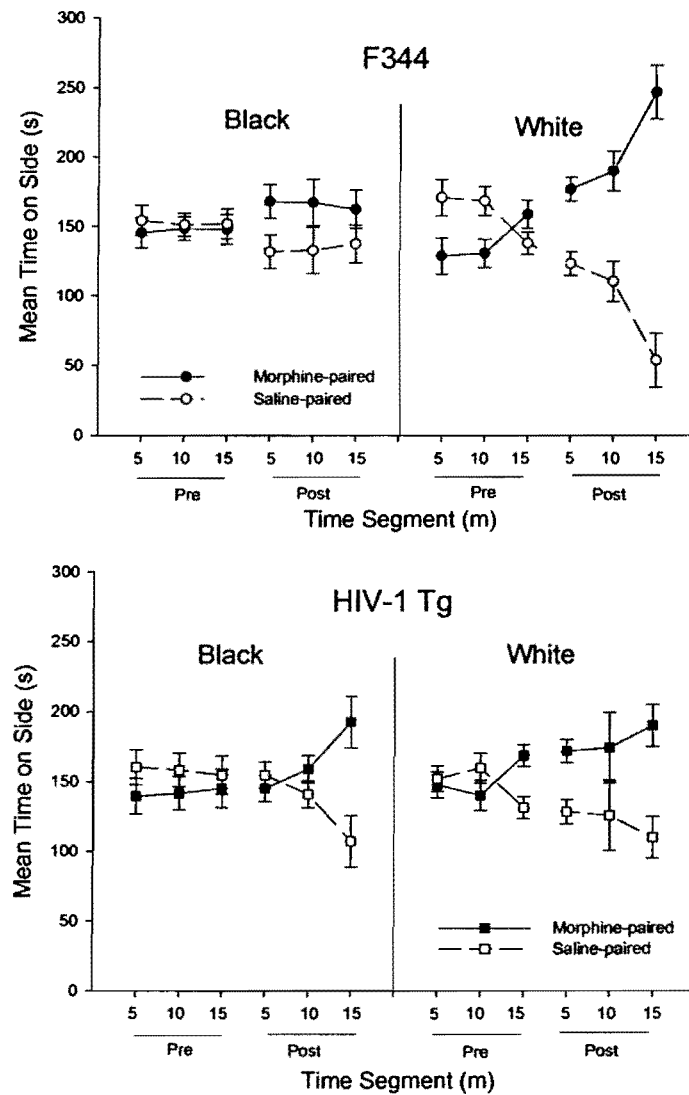 F344
Black
White
300
250
200
150
100
50
0
Mean Time on Side (s)
Morphine-paired
Saline-paired
5 10 15 5 10 15 5 10 15 5 10 15
Pre Post Pre Post
Time Segment (m)
HIV-1 Tg
Black
White
300
250
200
150
100
50
0
Mean Time on Side (s)
Morphine-paired
Saline-paired
5 10 15 5 10 15 5 10 15 5 10 15
Pre Post Pre Post
Time Segment (m)